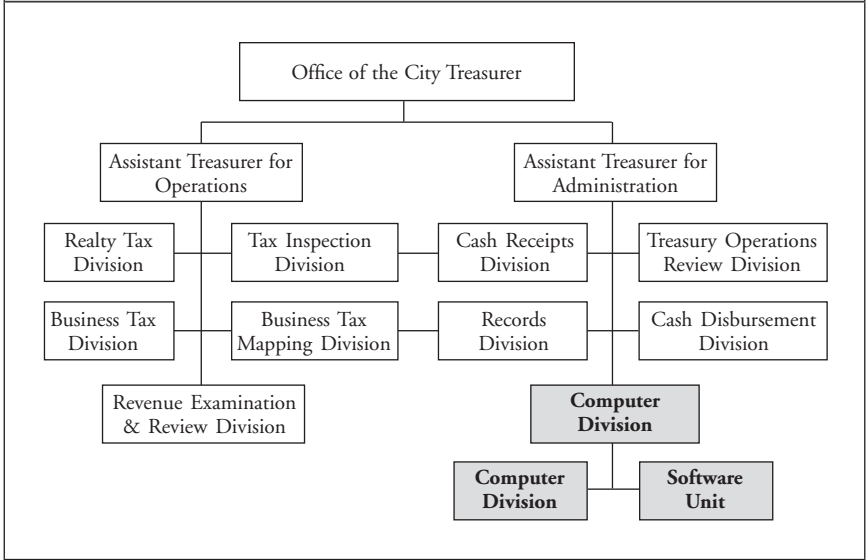 Office of the City Treasurer
Assistant Treasurer for
Operations
Assistant Treasurer for
Administration
Realty Tax
Division
Tax Inspection
Division
Cash Receipts
Division
Treasury Operations
Review Division
Business Tax
Division
Business Tax
Mapping Division
Records
Division
Cash Disbursement
Division
Revenue Examination
& Review Division
Computer
Division
Computer
Division
Software
Unit